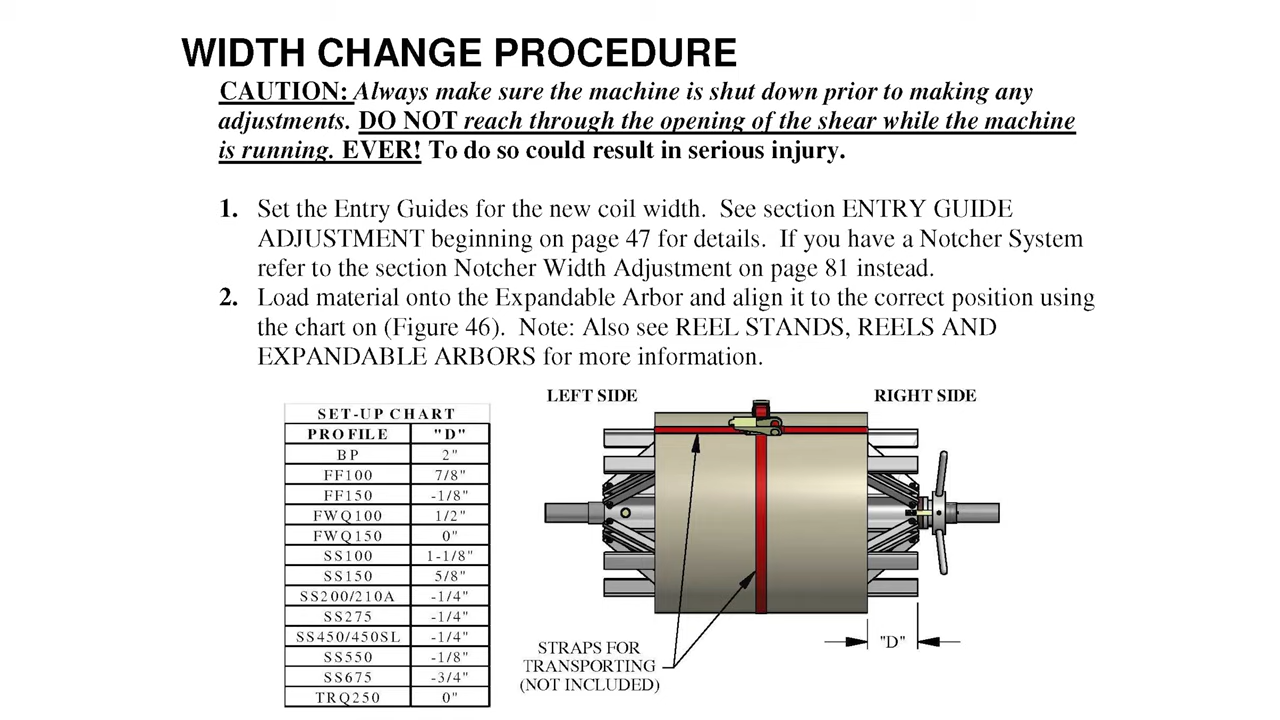 WIDTH CHANGE PROCEDURE
CAUTION: Always make sure the machine is shut down prior to making any
adjustments. DO NOT reach through the opening of the shear while the machine
is running. EVER! To do so could result in serious injury.
1. Set the Entry Guides for the new coil width. See section ENTRY GUIDE
ADJUSTMENT beginning on page 47 for details. If you have a Notcher System
refer to the section Notcher Width Adjustment on page 81 instead.
2. Load material onto the Expandable Arbor and align it to the correct position using
the chart on (Figure 46). Note: Also see REEL STANDS, REELS AND
EXPANDABLE ARBORS for more information.
SET-UP CHART
PROFILE "D"
BP 2"
FF100 7/8"
FF150 -1/8"
FWQ100 1/2"
FWQ150 0"
SS100 1-1/8"
SS150 5/8"
SS200/210A -1/4"
SS275 -1/4"
SS450/450SL -1/4"
SS550 -1/8"
SS675 -3/4"
TRQ250 0"
LEFT SIDE
RIGHT SIDE
"D"
STRAPS FOR
TRANSPORTING
(NOT INCLUDED)